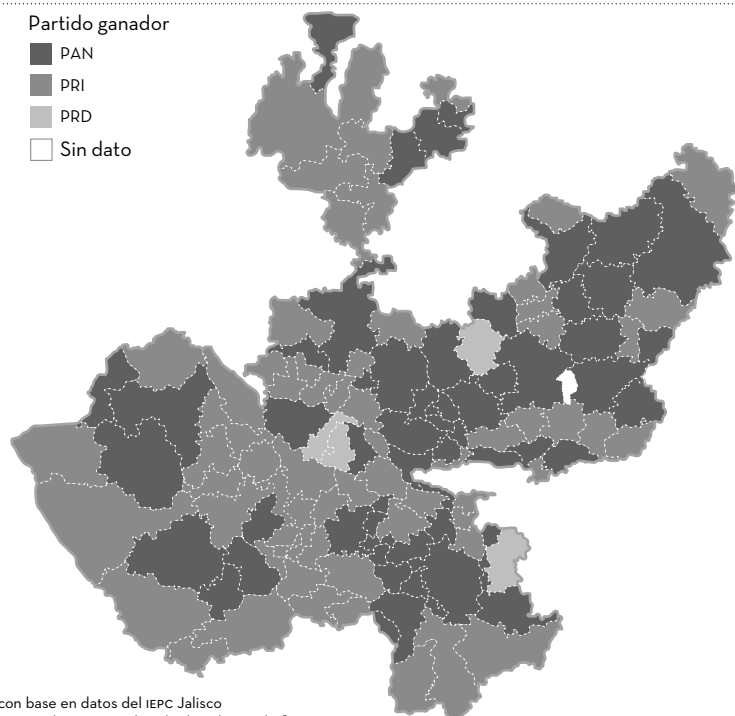 Partido ganador
PAN
PRI
PRD
Sin dato
con base en datos del IEPC Jalisco